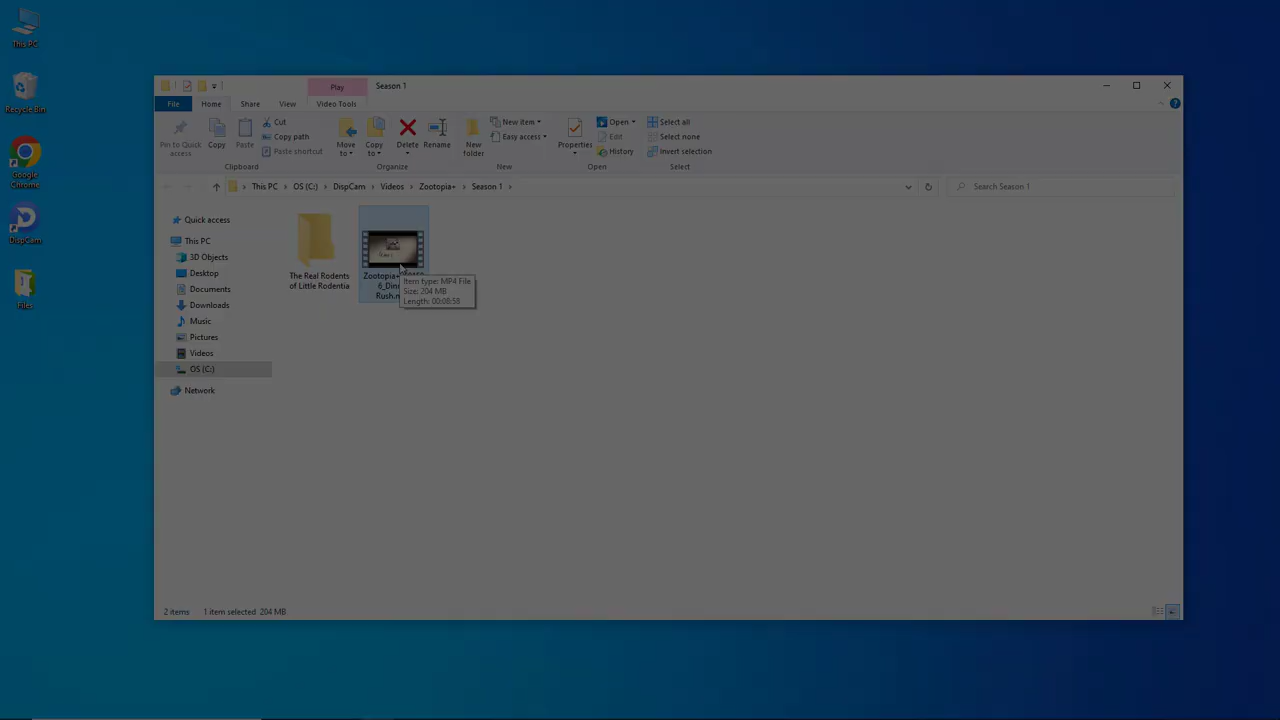 This PC
Recycle Bin
Google
Chrome
DispCam
Files
Play
Season 1
File
Home
Share
View
Video Tools
Pin to Quick
access
Copy
Paste
Cut
Copy path
Paste shortcut
Clipboard
Move
to
Copy
to
Delete
Rename
Organize
New
folder
New item
Easy access
New
Properties
Open
Edit
History
Open
Select all
Select none
Invert selection
Select
This PC > OS (C:) > DispCam > Videos > Zootopia+ > Season 1 >
Search Season 1
Quick access
This PC
3D Objects
Desktop
Documents
Downloads
Music
Pictures
Videos
OS (C:)
Network
The Real Rodents
of Little Rodentia
Zootopia+
Rush.
Item type: MP4 File
Size: 204 MB
Length: 00:08:58
2 items
1 item selected 204 MB